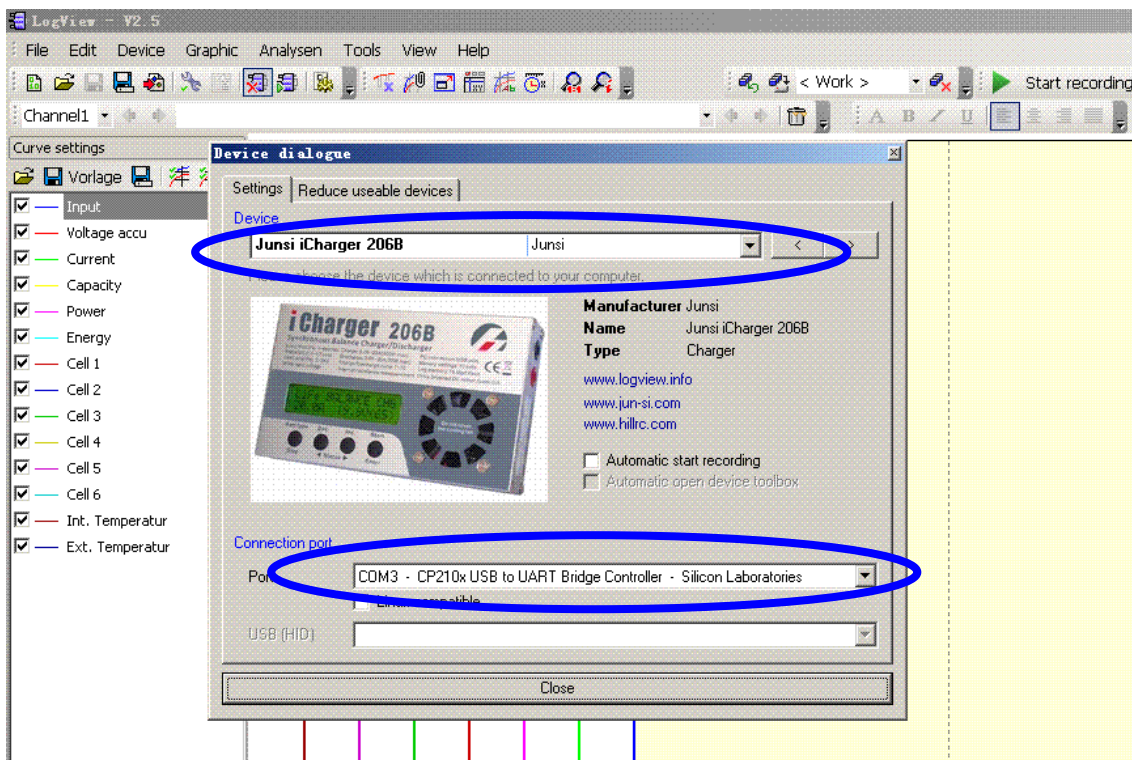 LogView - V2.5
File Edit Device Graphic Analysen Tools View Help
< Work > Start recording
Channel1 A B Z U
Curve settings
Vorlage
Input
Voltage accu
Current
Capacity
Power
Energy
Cell 1
Cell 2
Cell 3
Cell 4
Cell 5
Cell 6
Int. Temperatur
Ext. Temperatur
Device dialogue
Settings Reduce useable devices
Device
Junsi iCharger 206B Junsi < >
choose the device which is connected to your computer.
iCharger 206B
Synchronous Balance Charger/Discharger
Manufacturer Junsi
Name Junsi iCharger 206B
Type Charger
www.logview.info
www.jun-si.com
www.hillrc.com
Automatic start recording
Automatic open device toolbox
Connection port
Port COM3 - CP210x USB to UART Bridge Controller - Silicon Laboratories
USB (HID)
Close